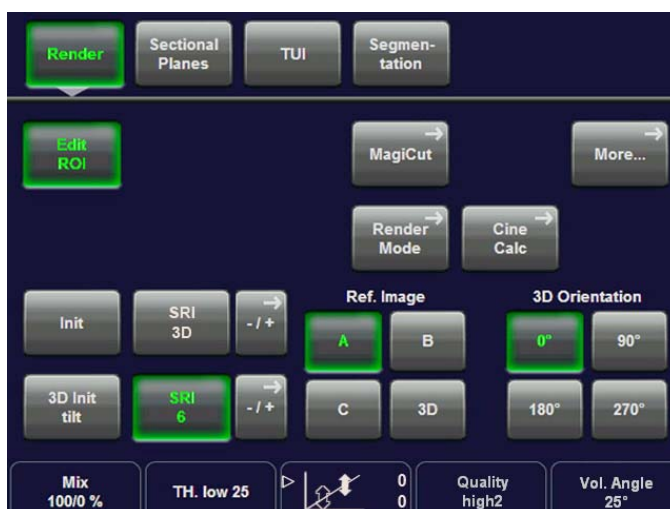 Render
Sectional
Planes
TUI
Segmen-
tation
Edit
ROI
MagiCut
More...
Render
Mode
Cine
Calc
Ref. Image
3D Orientation
Init
SRI
3D
- / +
A
B
0°
90°
3D Init
tilt
SRI
6
- / +
C
3D
180°
270°
Mix
100/0 %
TH. low 25
0
0
Quality
high2
Vol. Angle
25°